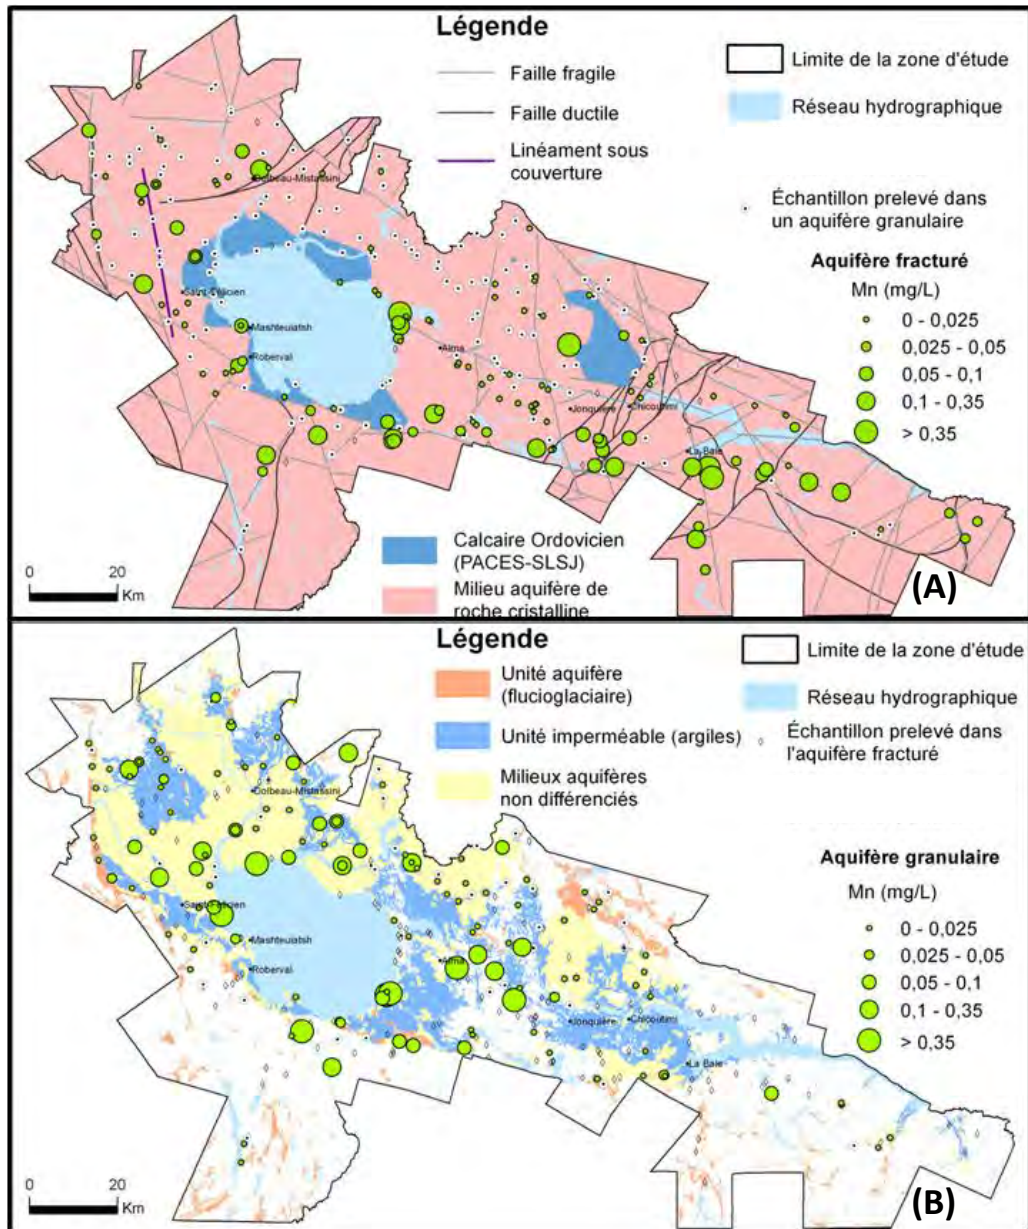 Légende
Faille fragile
Faille ductile
Linéament sous
couverture
Limite de la zone d'étude
Réseau hydrographique
Échantillon prelevé dans
un aquifère granulaire
Aquifère fracturé
Mn (mg/L)
0 - 0,025
0,025 - 0,05
0,05 - 0,1
0,1 - 0,35
> 0,35
Dolbeau-Mistassini
Saint-Félicien
Mashteuiatsh
Roberval
Alma
Jonquière
Chicoutimi
La Baie
Calcaire Ordovicien
(PACES-SLSJ)
Milieu aquifère de
roche cristalline
0 20
Km
(A)
Légende
Unité aquifère
(flucioglaciaire)
Unité imperméable (argiles)
Milieux aquifères
non différenciés
Limite de la zone d'étude
Réseau hydrographique
Échantillon prelevé dans
l'aquifère fracturé
Aquifère granulaire
Mn (mg/L)
0 - 0,025
0,025 - 0,05
0,05 - 0,1
0,1 - 0,35
> 0,35
Dolbeau-Mistassini
Saint-Félicien
Mashteuiatsh
Roberval
Alma
Jonquière
Chicoutimi
La Baie
0 20
Km
(B)